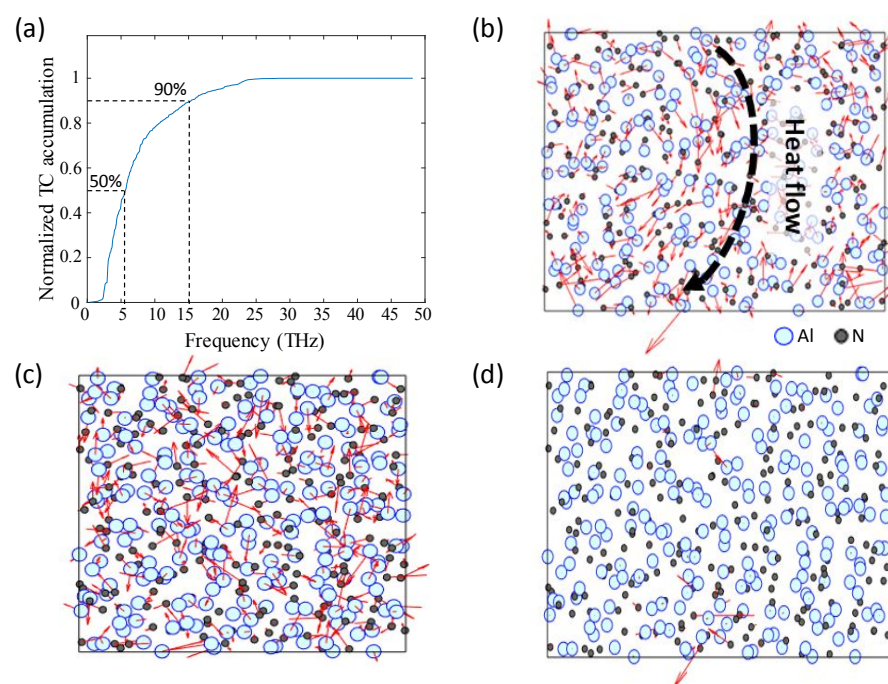 (a)
Normalized TC accumulation
1
0.8
0.6
0.4
0.2
0
90%
50%
0 5 10 15 20 25 30 35 40 45 50
Frequency (THz)
(b)
Heat flow
Al N
(c)
(d)